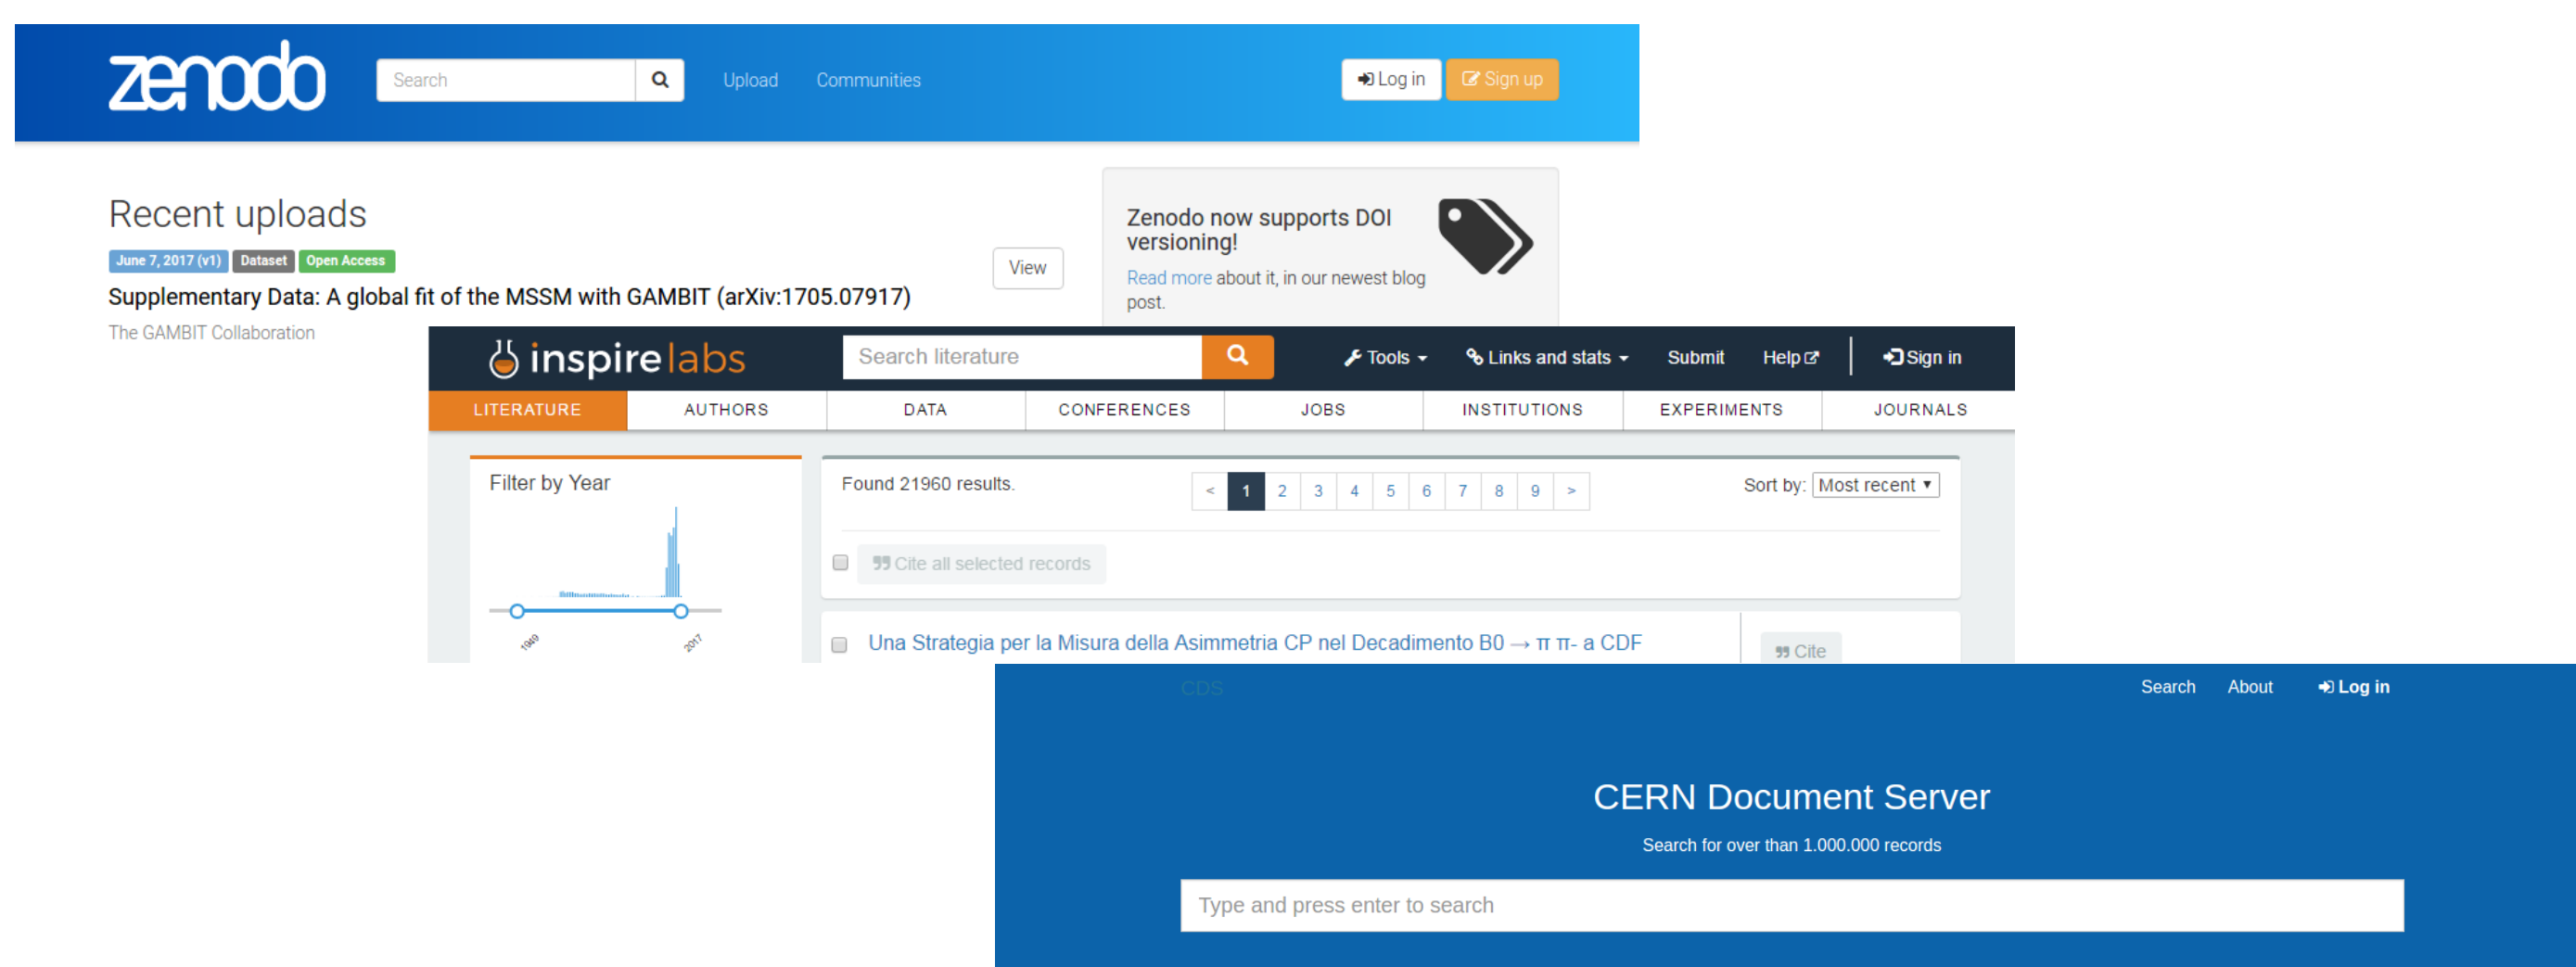 zenodo
Search
Upload
Communities
Log in
Sign up
Recent uploads
June 7, 2017 (v1) Dataset Open Access
View
Supplementary Data: A global fit of the MSSM with GAMBIT (arXiv:1705.07917)
The GAMBIT Collaboration
Zenodo now supports DOI
versioning!
Read more about it, in our newest blog
post.
inspirelabs
Search literature
Tools
Links and stats
Submit
Help
Sign in
LITERATURE AUTHORS DATA CONFERENCES JOBS INSTITUTIONS EXPERIMENTS JOURNALS
Filter by Year
1949 2017
Found 21960 results.
< 1 2 3 4 5 6 7 8 9 >
Sort by: Most recent
Cite all selected records
Una Strategia per la Misura della Asimmetria CP nel Decadimento B0 → π π- a CDF
Cite
CDS
Search
About
Log in
CERN Document Server
Search for over than 1.000.000 records
Type and press enter to search